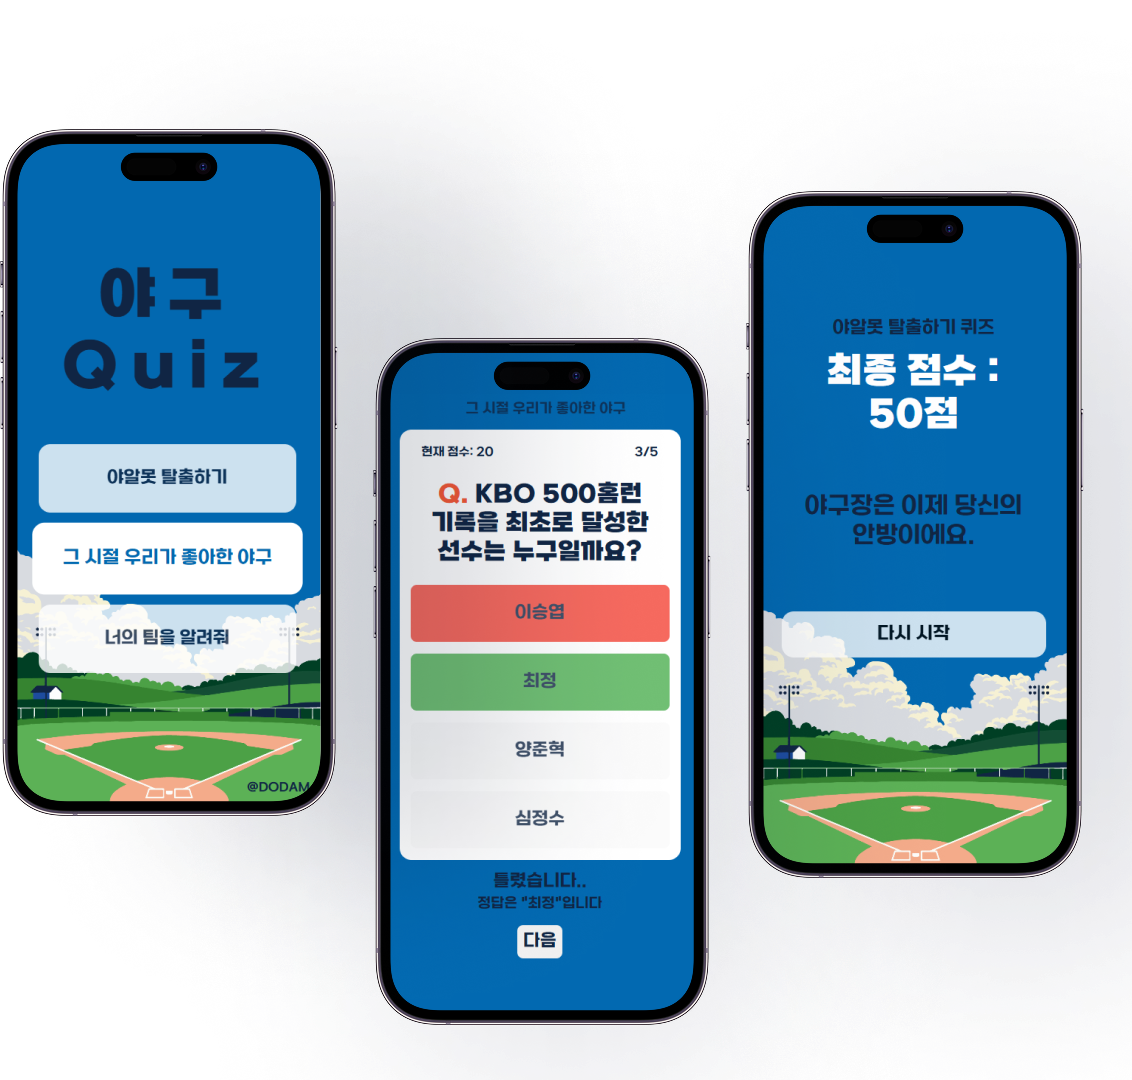 야구
Quiz
야알못 탈출하기
그 시절 우리가 좋아한 야구
너의 팀을 알려줘
@DODAM
그 시절 우리가 좋아한 야구
현재 점수: 20
3/5
Q. KBO 500홈런
기록을 최초로 달성한
선수는 누구일까요?
이승엽
최정
양준혁
심정수
틀렸습니다..
정답은 "최정"입니다
다음
야알못 탈출하기 퀴즈
최종 점수 :
50점
야구장은 이제 당신의
안방이에요.
다시 시작